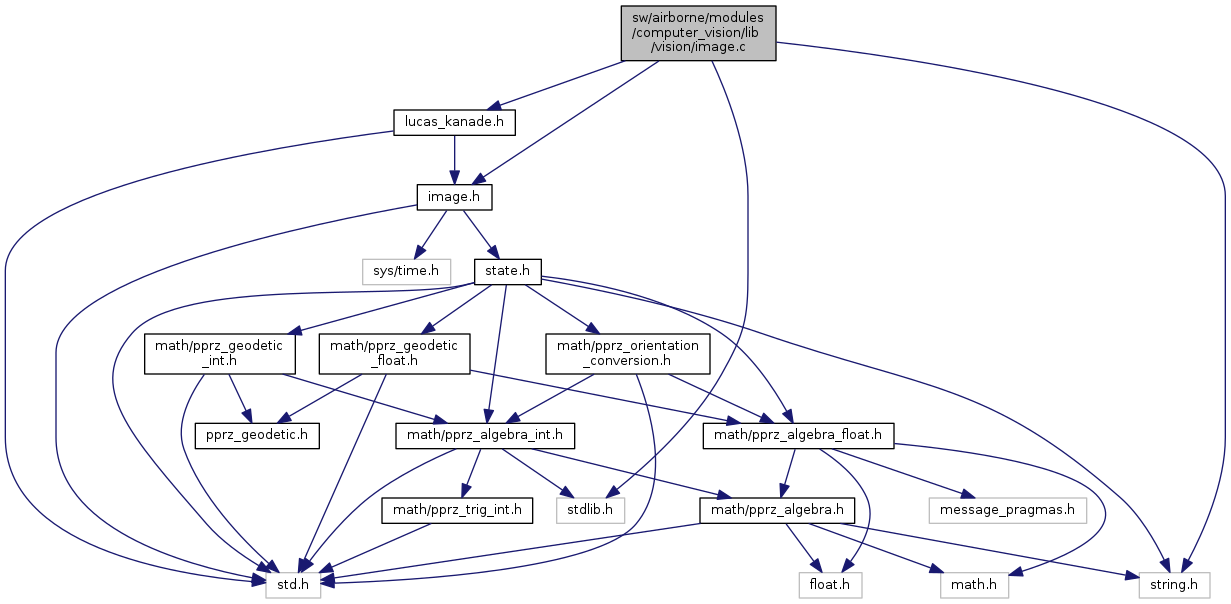 sw/airborne/modules
/computer_vision/lib
/vision/image.c
lucas_kanade.h
image.h
sys/time.h
state.h
math/pprz_geodetic
_int.h
math/pprz_geodetic
_float.h
math/pprz_orientation
_conversion.h
pprz_geodetic.h
math/pprz_algebra_int.h
math/pprz_algebra_float.h
math/pprz_trig_int.h
stdlib.h
math/pprz_algebra.h
message_pragmas.h
std.h
float.h
math.h
string.h